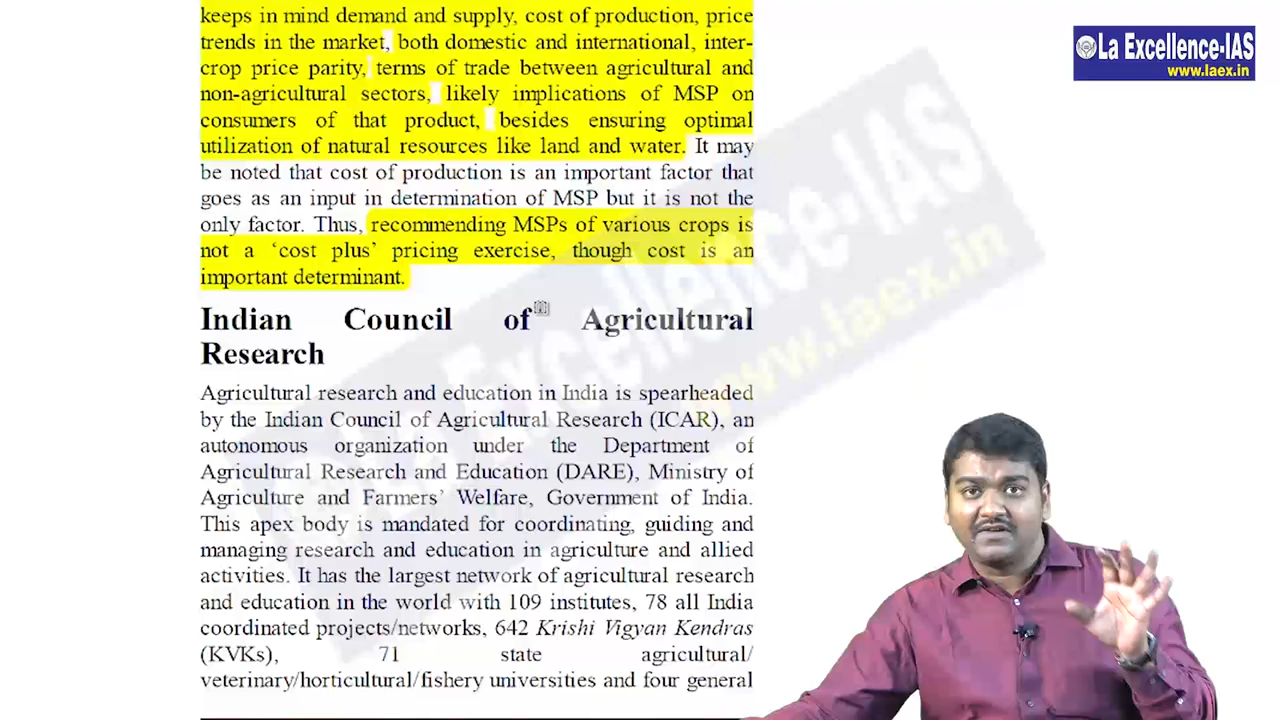 keeps in mind demand and supply, cost of production, price
trends in the market, both domestic and international, inter-
crop price parity, terms of trade between agricultural and
non-agricultural sectors, likely implications of MSP on
consumers of that product, besides ensuring optimal
utilization of natural resources like land and water. It may
be noted that cost of production is an important factor that
goes as an input in determination of MSP but it is not the
only factor. Thus, recommending MSPs of various crops is
not a ‘cost plus’ pricing exercise, though cost is an
important determinant.
Indian Council of Agricultural
Research
Agricultural research and education in India is spearheaded
by the Indian Council of Agricultural Research (ICAR), an
autonomous organization under the Department of
Agricultural Research and Education (DARE), Ministry of
Agriculture and Farmers’ Welfare, Government of India.
This apex body is mandated for coordinating, guiding and
managing research and education in agriculture and allied
activities. It has the largest network of agricultural research
and education in the world with 109 institutes, 78 all India
coordinated projects/networks, 642 Krishi Vigyan Kendras
(KVKs), 71 state agricultural/
veterinary/horticultural/fishery universities and four general
La Excellence-IAS
www.laex.in
La Excellence-IAS
www.laex.in